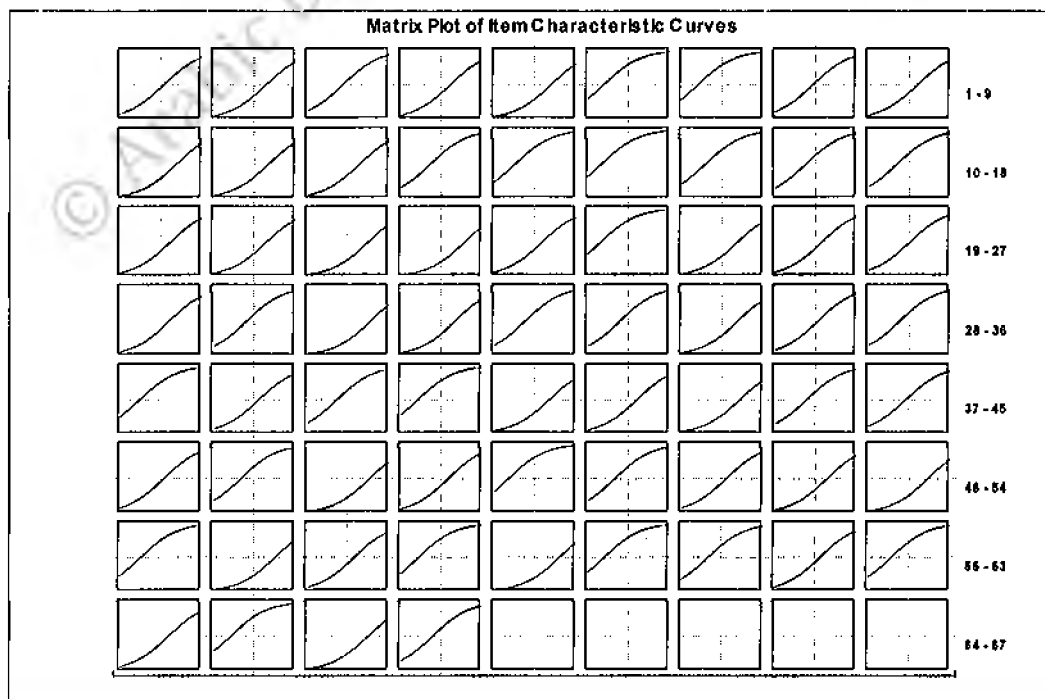 Matrix Plot of Item Characteristic Curves
© Arabic
1 - 9
10 - 18
19 - 27
28 - 36
37 - 45
46 - 54
55 - 63
64 - 67